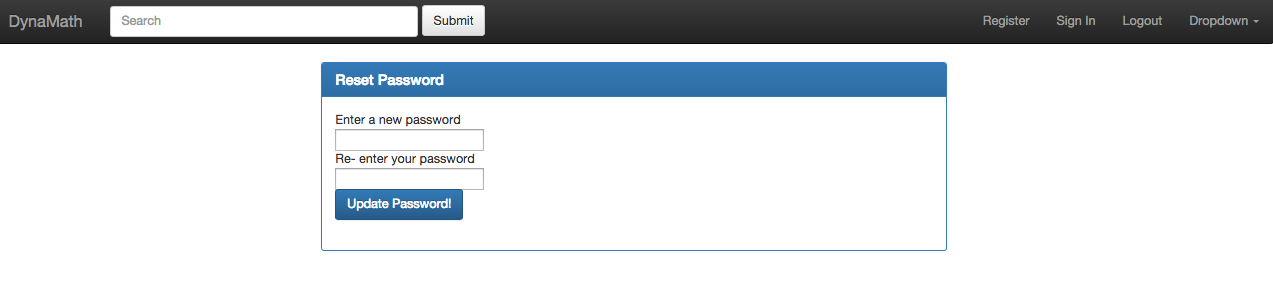 DynaMath Search Submit Register Sign In Logout Dropdown
Reset Password
Enter a new password
Re- enter your password
Update Password!